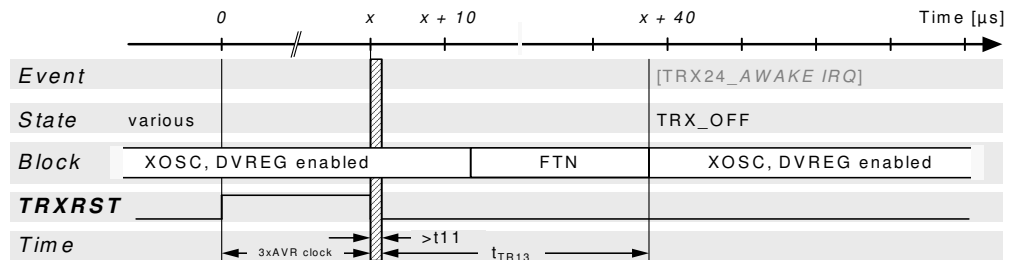 0 x x + 10 x + 40 Time [µs]
Event [TRX24_AWAKE IRQ]
State various TRX_OFF
Block XOSC, DVREG enabled FTN XOSC, DVREG enabled
TRXRST
Time 3xAVR clock >t11 tTR13